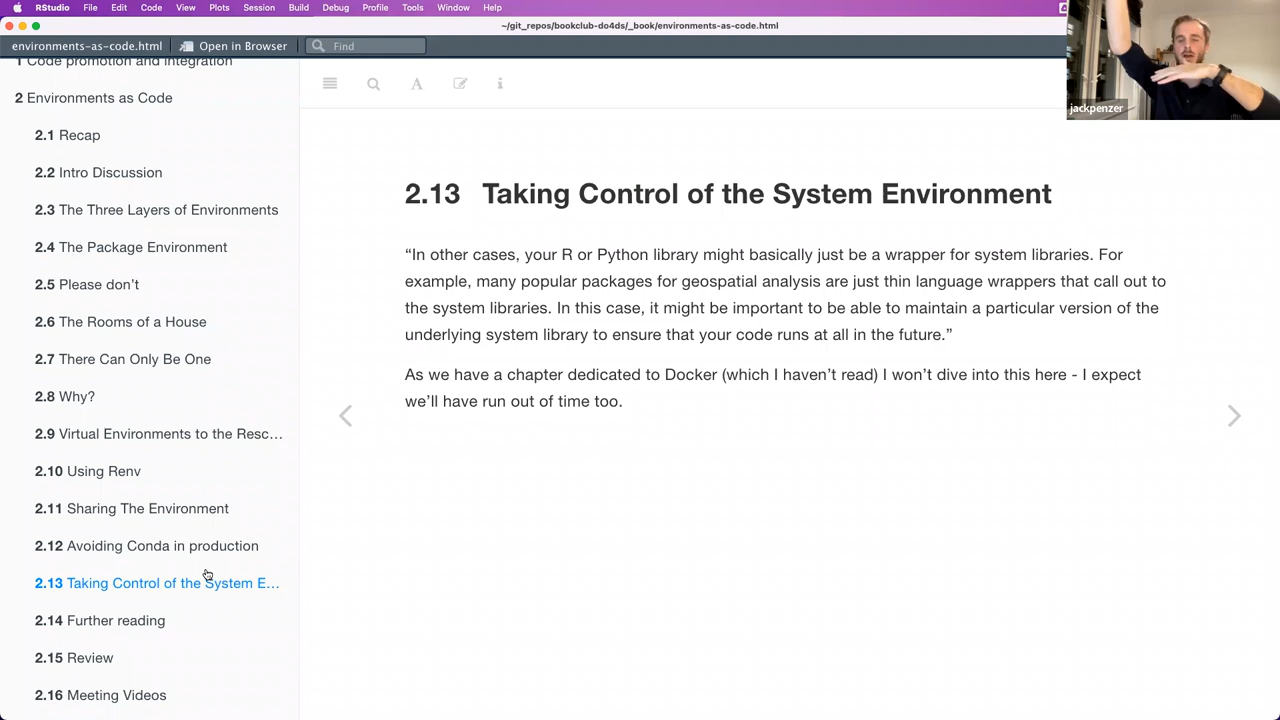 RStudio File Edit Code View Plots Session Build Debug Profile Tools Window Help
~/git_repos/bookclub-do4ds/_book/environments-as-code.html
environments-as-code.html Open in Browser Find
1 Code promotion and integration
2 Environments as Code
2.1 Recap
2.2 Intro Discussion
2.3 The Three Layers of Environments
2.4 The Package Environment
2.5 Please don't
2.6 The Rooms of a House
2.7 There Can Only Be One
2.8 Why?
2.9 Virtual Environments to the Resc…
2.10 Using Renv
2.11 Sharing The Environment
2.12 Avoiding Conda in production
2.13 Taking Control of the System E…
2.14 Further reading
2.15 Review
2.16 Meeting Videos
jackpenzer
2.13 Taking Control of the System Environment
“In other cases, your R or Python library might basically just be a wrapper for system libraries. For
example, many popular packages for geospatial analysis are just thin language wrappers that call out to
the system libraries. In this case, it might be important to be able to maintain a particular version of the
underlying system library to ensure that your code runs at all in the future.”
As we have a chapter dedicated to Docker (which I haven’t read) I won’t dive into this here - I expect
we’ll have run out of time too.